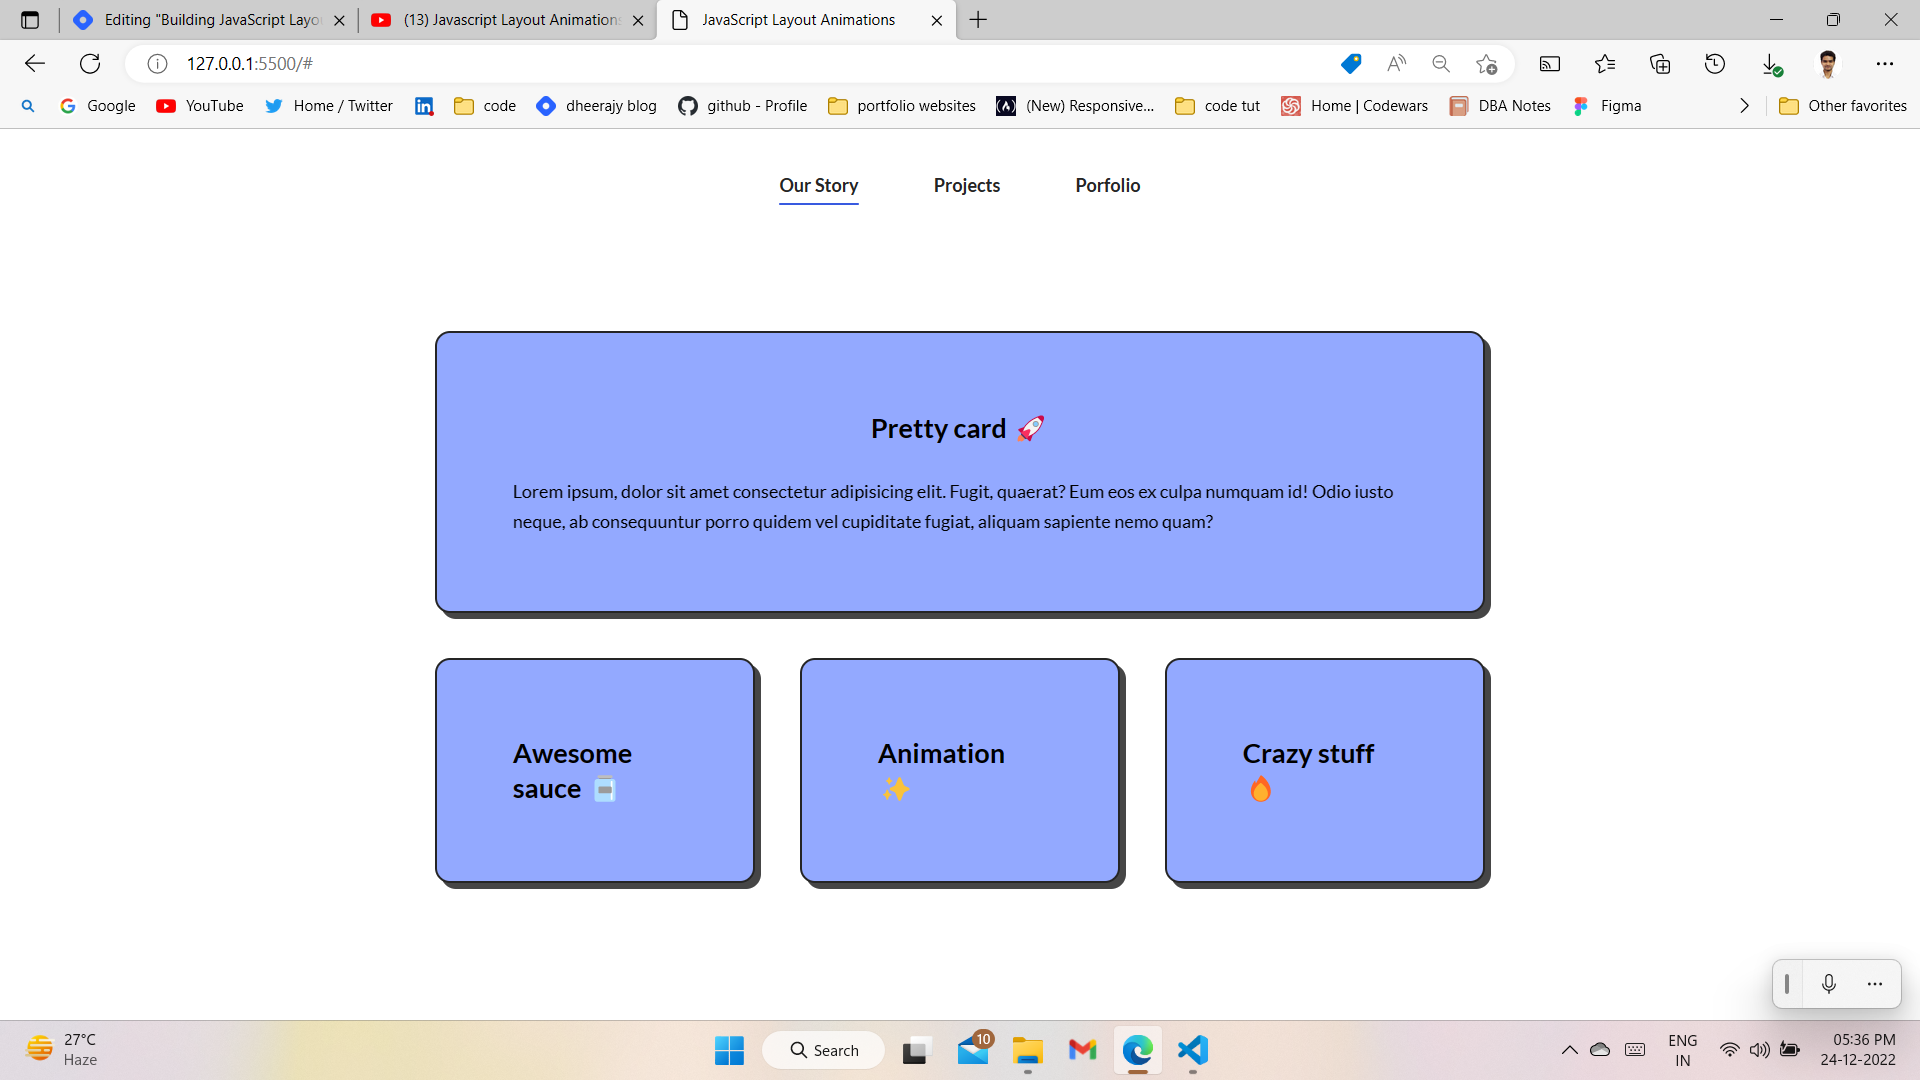 Editing "Building JavaScript Layo
(13) Javascript Layout Animations
JavaScript Layout Animations
127.0.0.1:5500/#
Google
YouTube
Home / Twitter
code
dheerajy blog
github - Profile
portfolio websites
(New) Responsive...
code tut
Home | Codewars
DBA Notes
Figma
Other favorites
Our Story
Projects
Porfolio
Pretty card 🚀
Lorem ipsum, dolor sit amet consectetur adipisicing elit. Fugit, quaerat? Eum eos ex culpa numquam id! Odio iusto
neque, ab consequuntur porro quidem vel cupiditate fugiat, aliquam sapiente nemo quam?
Awesome
sauce 🫙
Animation
✨
Crazy stuff
🔥
27°C
Haze
Search
10
ENG
IN
05:36 PM
24-12-2022